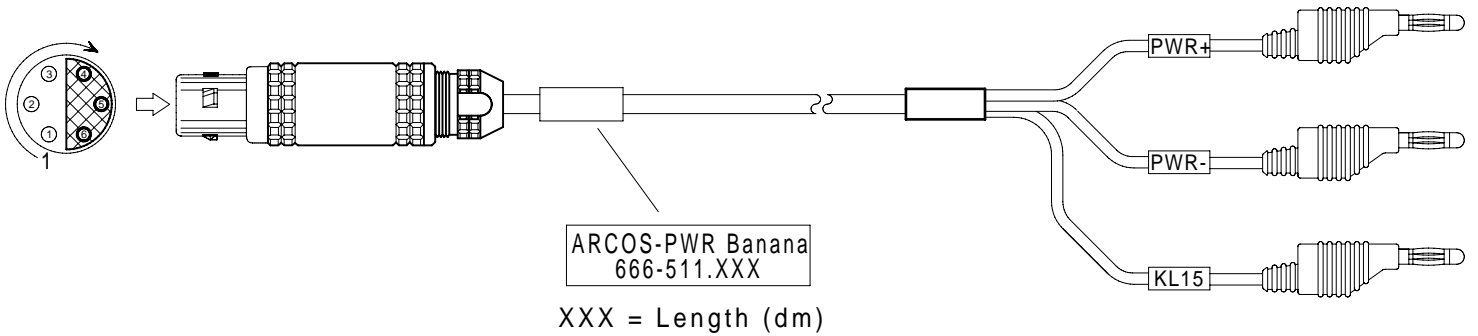 3
4
2
5
1
6
1
PWR+
PWR-
KL15
ARCOS-PWR Banana
666-511.XXX
XXX = Length (dm)